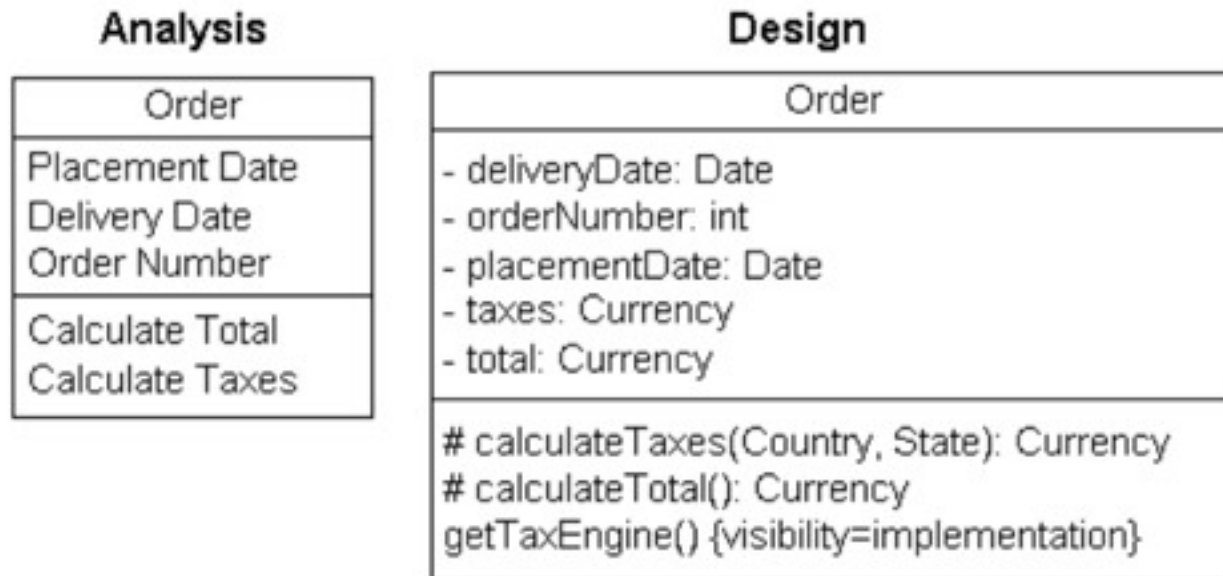 Analysis
Order
Placement Date
Delivery Date
Order Number
Calculate Total
Calculate Taxes
Design
Order
- deliveryDate: Date
- orderNumber: int
- placementDate: Date
- taxes: Currency
- total: Currency
# calculateTaxes(Country, State): Currency
# calculateTotal(): Currency
getTaxEngine() {visibility=implementation}